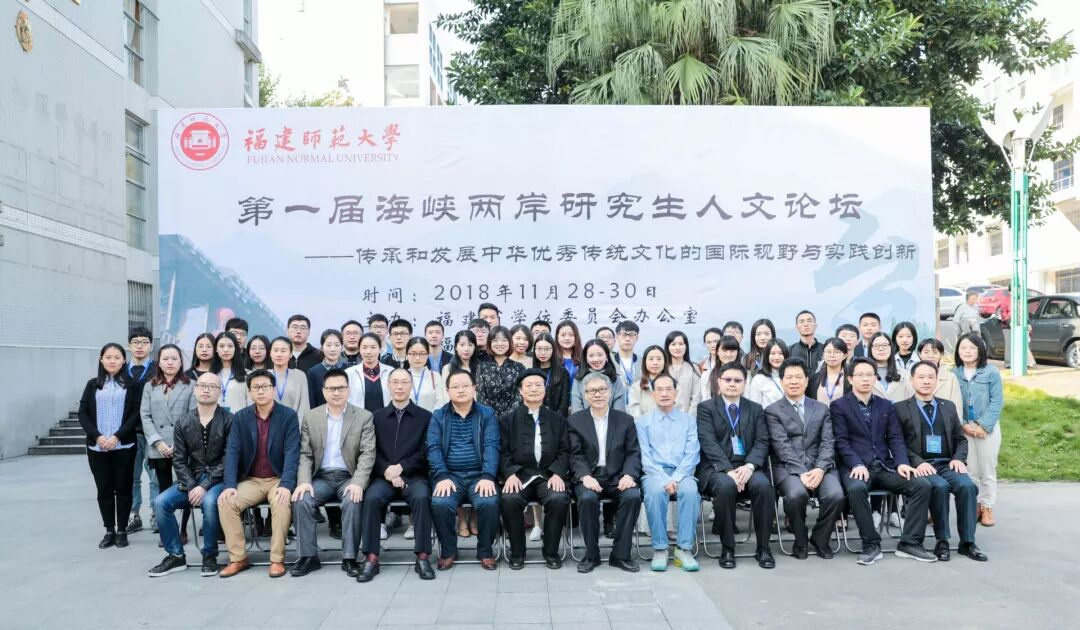 福建師範大學
FUJIAN NORMAL UNIVERSITY
第一届海峡两岸研究生人文论坛
——传承和发展中华优秀传统文化的国际视野与实践创新
时间：2018年11月28-30日
学位委员会办公室